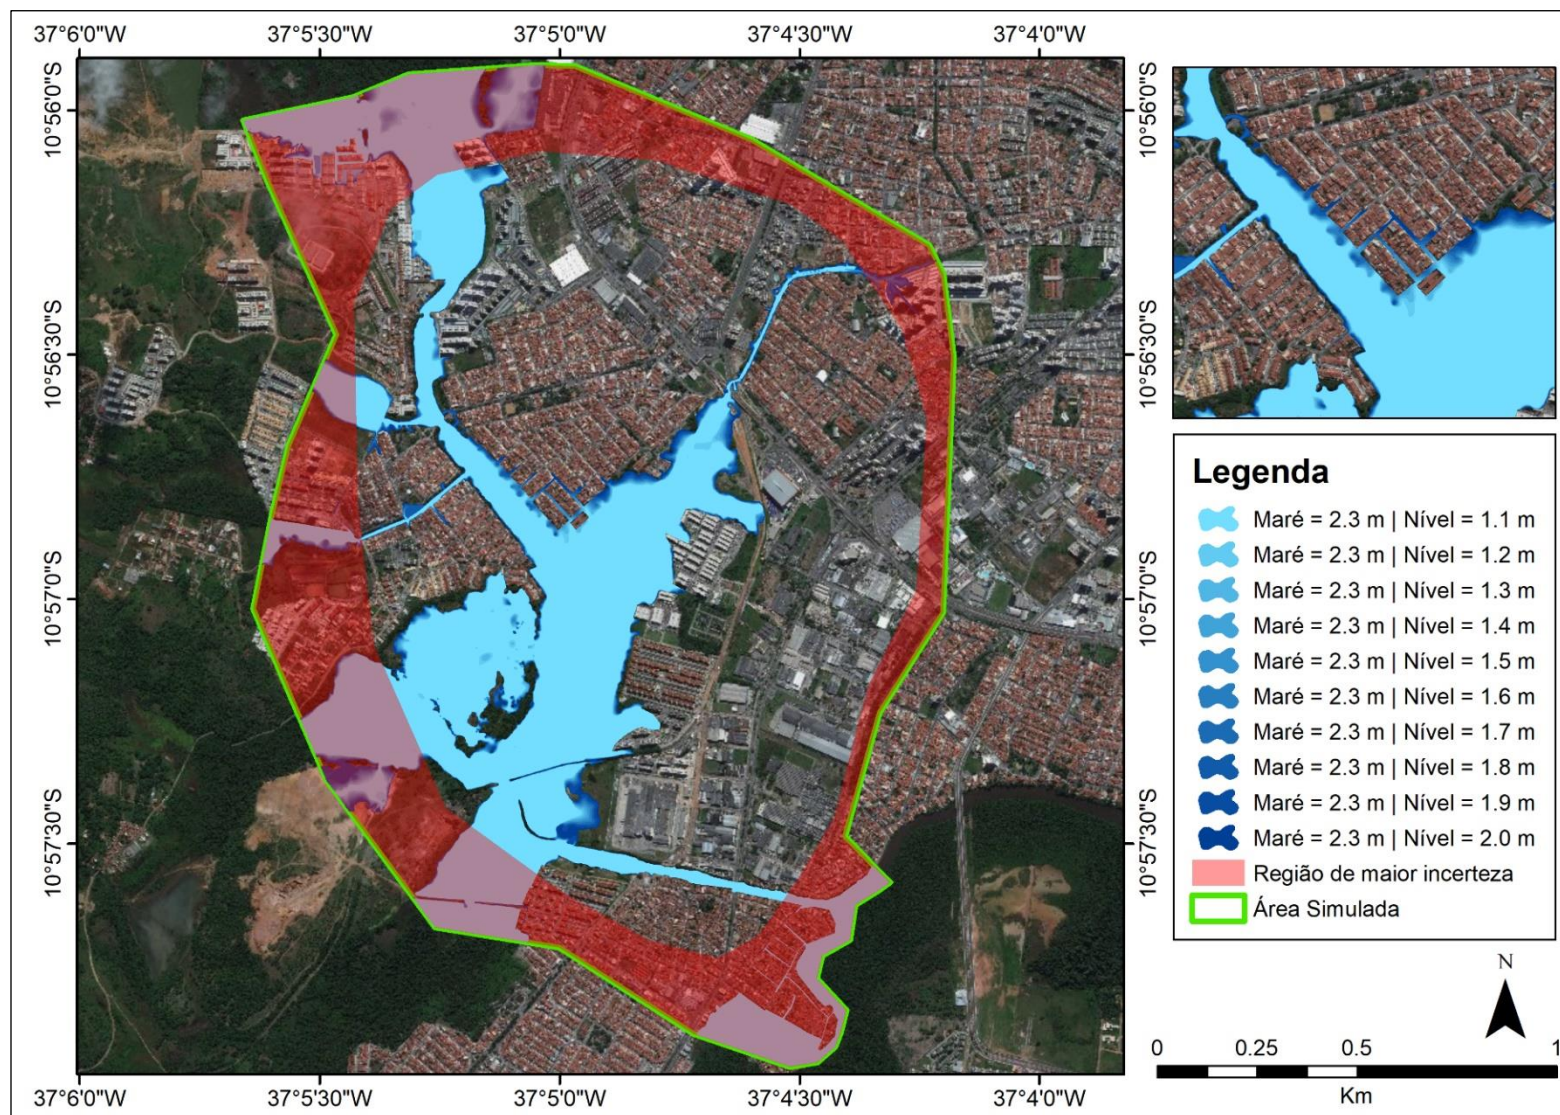 37°6'0"W 37°5'30"W 37°5'0"W 37°4'30"W 37°4'0"W
10°56'0"S
10°56'30"S
10°57'0"S
10°57'30"S
10°56'0"S
10°56'30"S
10°57'0"S
10°57'30"S
37°6'0"W 37°5'30"W 37°5'0"W 37°4'30"W 37°4'0"W
Legenda
Maré = 2.3 m | Nível = 1.1 m
Maré = 2.3 m | Nível = 1.2 m
Maré = 2.3 m | Nível = 1.3 m
Maré = 2.3 m | Nível = 1.4 m
Maré = 2.3 m | Nível = 1.5 m
Maré = 2.3 m | Nível = 1.6 m
Maré = 2.3 m | Nível = 1.7 m
Maré = 2.3 m | Nível = 1.8 m
Maré = 2.3 m | Nível = 1.9 m
Maré = 2.3 m | Nível = 2.0 m
Região de maior incerteza
Área Simulada
N
0 0.25 0.5 1
Km